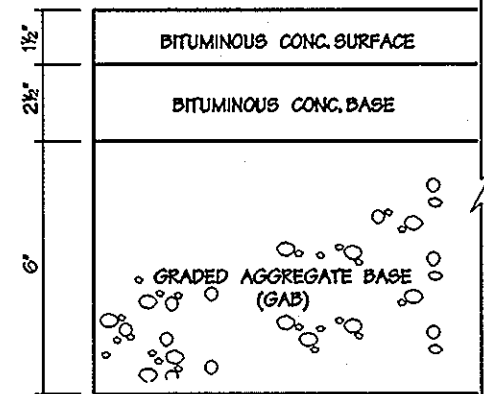 1½"
BITUMINOUS CONC. SURFACE
2½"
BITUMINOUS CONC. BASE
6"
GRADED AGGREGATE BASE
(GAB)